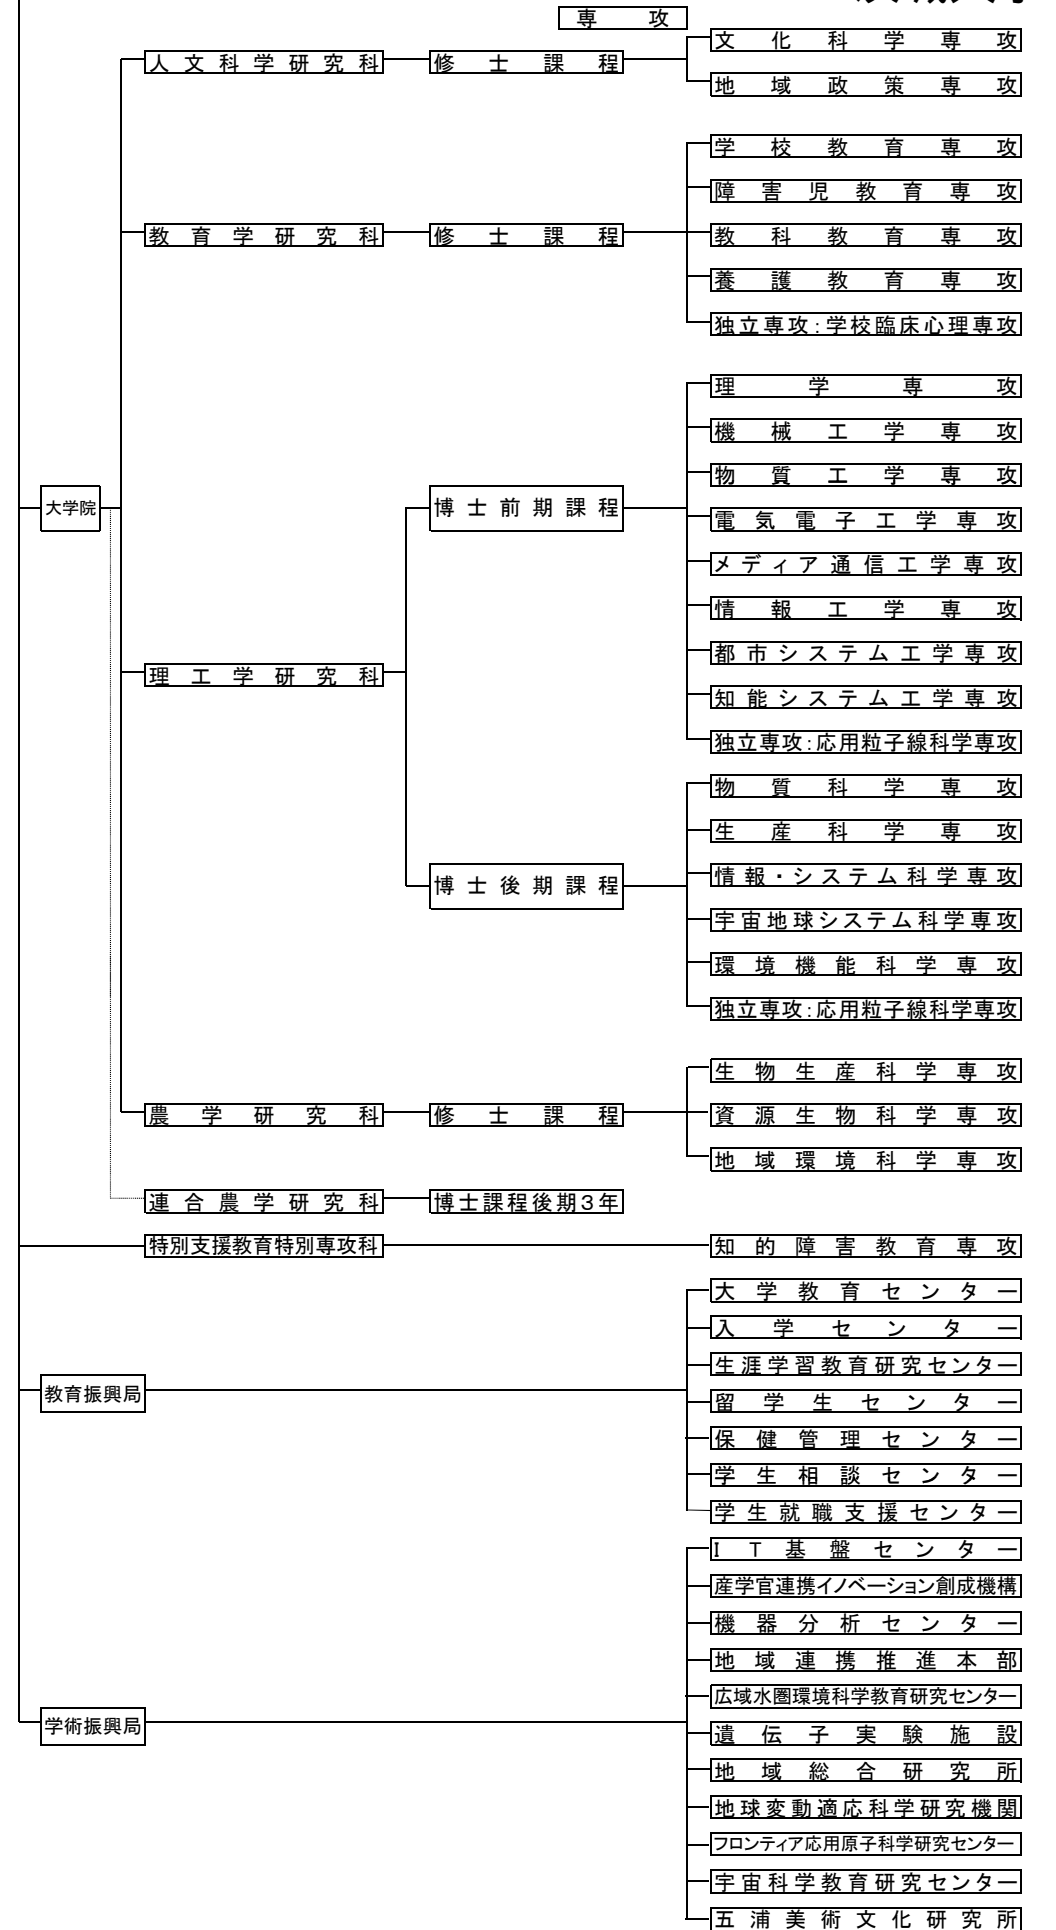 専攻
文化科学専攻
人文科学研究科 修士課程
地域政策専攻
学校教育専攻
障害児教育専攻
教育学研究科 修士課程 教科教育専攻
養護教育専攻
独立専攻:学校臨床心理専攻
理学専攻
機械工学専攻
物質工学専攻
大学院 博士前期課程
電気電子工学専攻
メディア通信工学専攻
情報工学専攻
都市システム工学専攻
理工学研究科
知能システム工学専攻
独立専攻:応用粒子線科学専攻
物質科学専攻
生産科学専攻
博士後期課程
情報・システム科学専攻
宇宙地球システム科学専攻
環境機能科学専攻
独立専攻:応用粒子線科学専攻
生物生産科学専攻
農学研究科 修士課程 資源生物科学専攻
地域環境科学専攻
連合農学研究科 博士課程後期3年
特別支援教育特別専攻科 知的障害教育専攻
大学教育センター
入学センター
生涯学習教育研究センター
教育振興局
留学生センター
保健管理センター
学生相談センター
学生就職支援センター
IT基盤センター
産学官連携イノベーション創成機構
機器分析センター
地域連携推進本部
広域水圏環境科学教育研究センター
学術振興局
遺伝子実験施設
地域総合研究所
地球変動適応科学研究機関
フロンティア応用原子科学研究センター
宇宙科学教育研究センター
五浦美術文化研究所